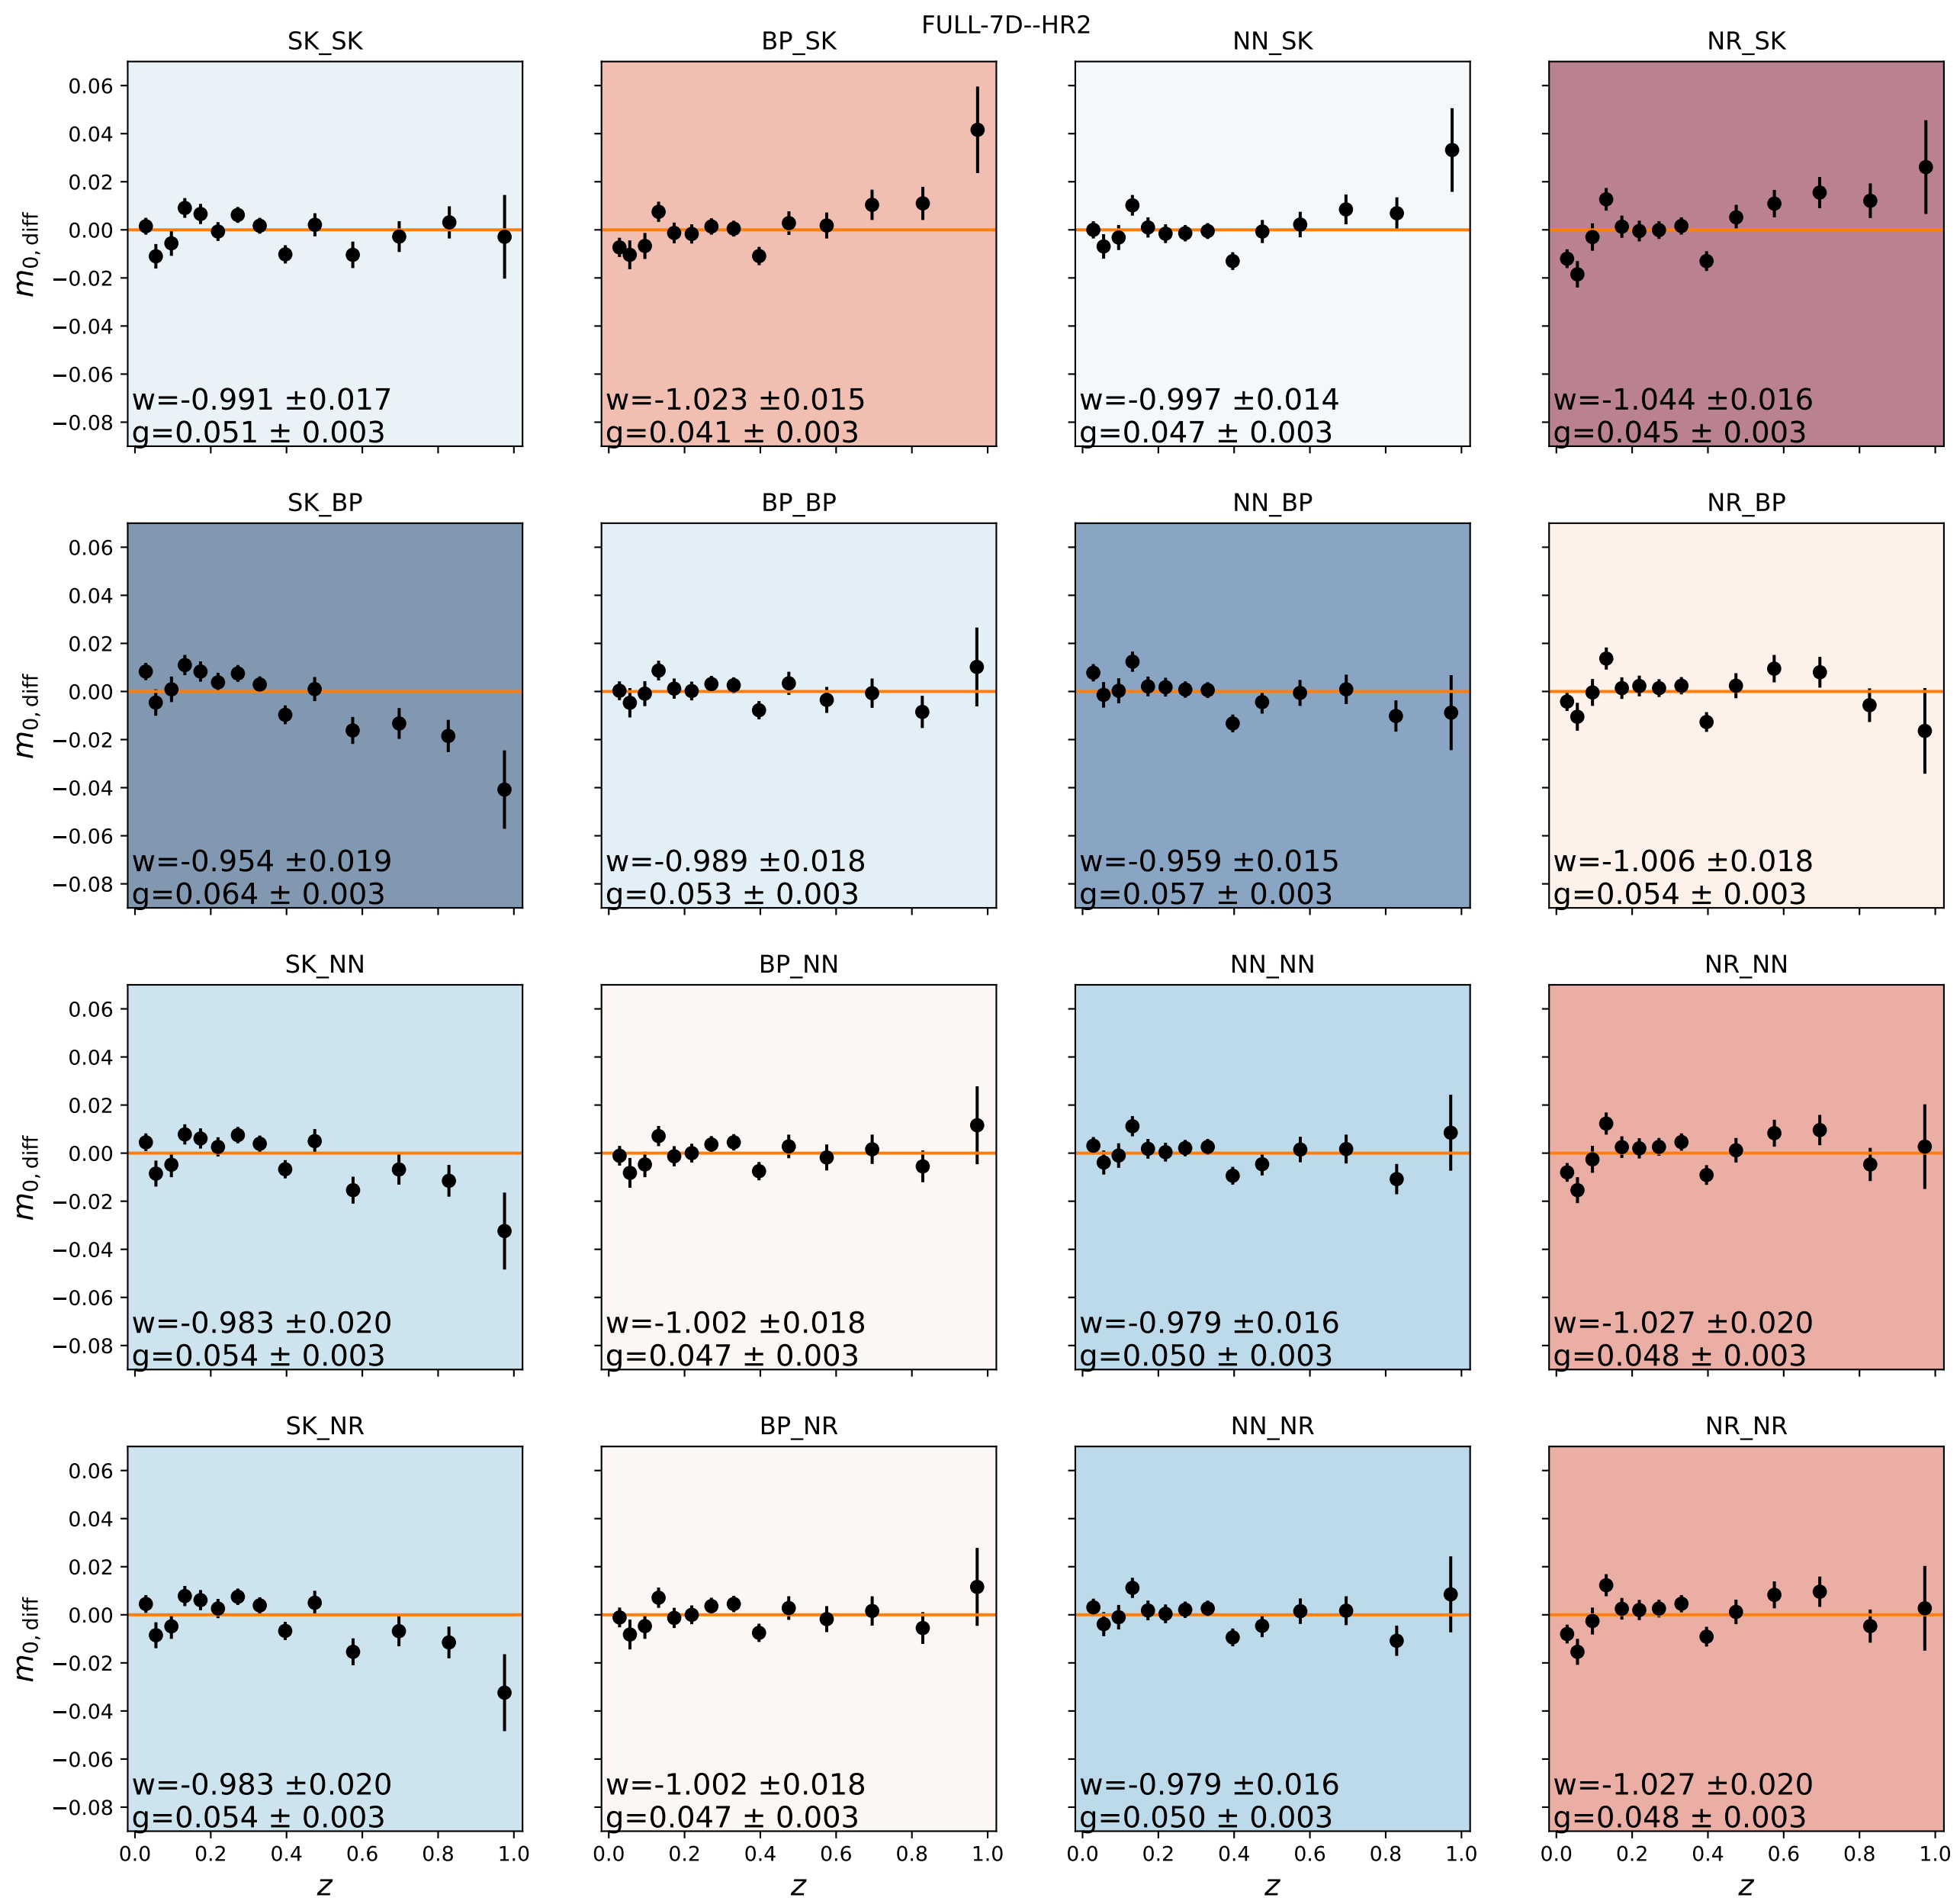 FULL-7D--HR2
SK_SK
BP_SK
NN_SK
NR_SK
0.06
0.04
0.02
0.00
−0.02
−0.04
−0.06
−0.08
m0, diff
w=-0.991 ±0.017
g=0.051 ± 0.003
w=-1.023 ±0.015
g=0.041 ± 0.003
w=-0.997 ±0.014
g=0.047 ± 0.003
w=-1.044 ±0.016
g=0.045 ± 0.003
SK_BP
BP_BP
NN_BP
NR_BP
0.06
0.04
0.02
0.00
−0.02
−0.04
−0.06
−0.08
m0, diff
w=-0.954 ±0.019
g=0.064 ± 0.003
w=-0.989 ±0.018
g=0.053 ± 0.003
w=-0.959 ±0.015
g=0.057 ± 0.003
w=-1.006 ±0.018
g=0.054 ± 0.003
SK_NN
BP_NN
NN_NN
NR_NN
0.06
0.04
0.02
0.00
−0.02
−0.04
−0.06
−0.08
m0, diff
w=-0.983 ±0.020
g=0.054 ± 0.003
w=-1.002 ±0.018
g=0.047 ± 0.003
w=-0.979 ±0.016
g=0.050 ± 0.003
w=-1.027 ±0.020
g=0.048 ± 0.003
SK_NR
BP_NR
NN_NR
NR_NR
0.06
0.04
0.02
0.00
−0.02
−0.04
−0.06
−0.08
m0, diff
w=-0.983 ±0.020
g=0.054 ± 0.003
w=-1.002 ±0.018
g=0.047 ± 0.003
w=-0.979 ±0.016
g=0.050 ± 0.003
w=-1.027 ±0.020
g=0.048 ± 0.003
0.0 0.2 0.4 0.6 0.8 1.0
0.0 0.2 0.4 0.6 0.8 1.0
0.0 0.2 0.4 0.6 0.8 1.0
0.0 0.2 0.4 0.6 0.8 1.0
z
z
z
z